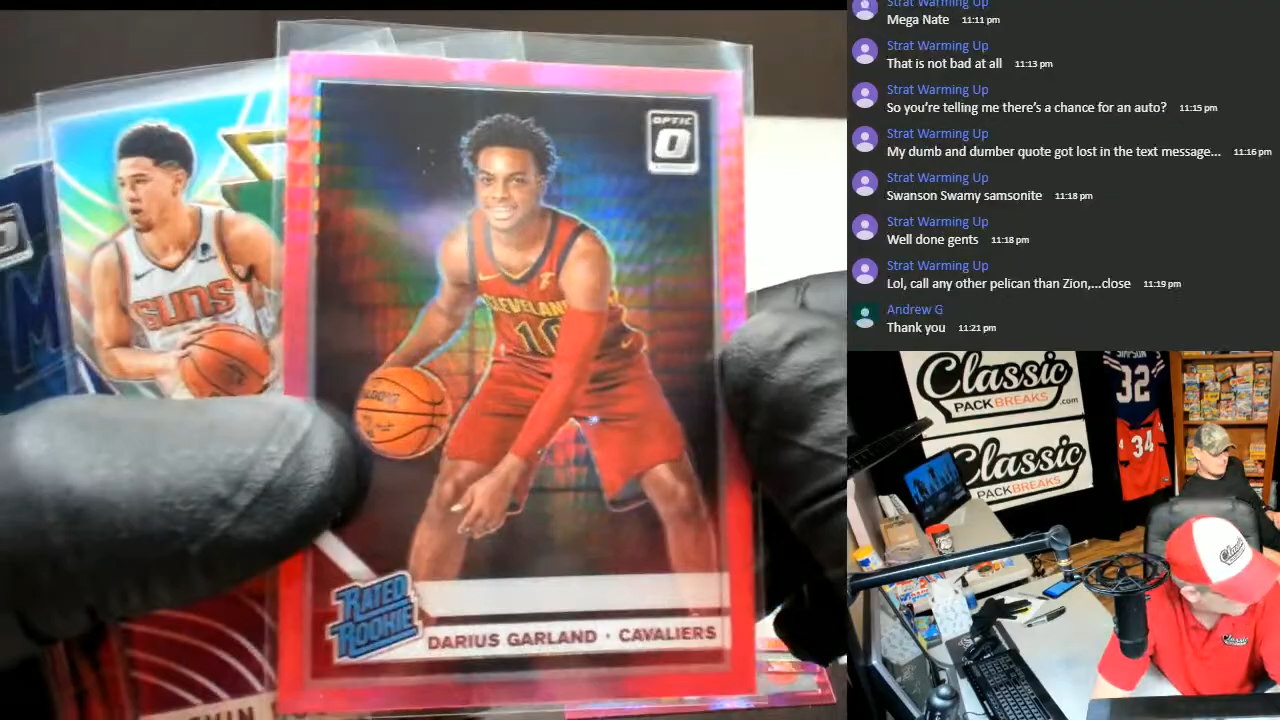 OPTIC
SUNS
CLEVELAND
10
RATED
ROOKIE
DARIUS GARLAND · CAVALIERS
Strat Warming Up
Mega Nate 11:11 pm
Strat Warming Up
That is not bad at all 11:13 pm
Strat Warming Up
So you're telling me there's a chance for an auto? 11:15 pm
Strat Warming Up
My dumb and dumber quote got lost in the text message... 11:16 pm
Strat Warming Up
Swanson Swamy samsonite 11:18 pm
Strat Warming Up
Well done gents 11:18 pm
Strat Warming Up
Lol, call any other pelican than Zion,...close 11:19 pm
Andrew G
Thank you 11:21 pm
Classic
PACKBREAKS.com
Classic
PACKBREAKS
SIMPSON
32
34
Classic